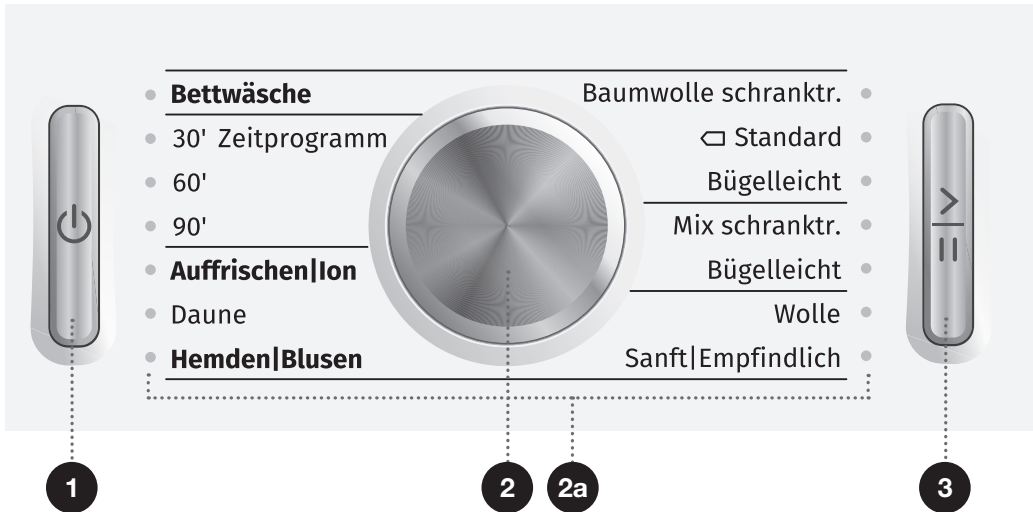 Bettwäsche
30' Zeitprogramm
60'
90'
Auffrischen|Ion
Daune
Hemden|Blusen
Baumwolle schranktr.
Standard
Bügelleicht
Mix schranktr.
Bügelleicht
Wolle
Sanft|Empfindlich
1
2
2a
3